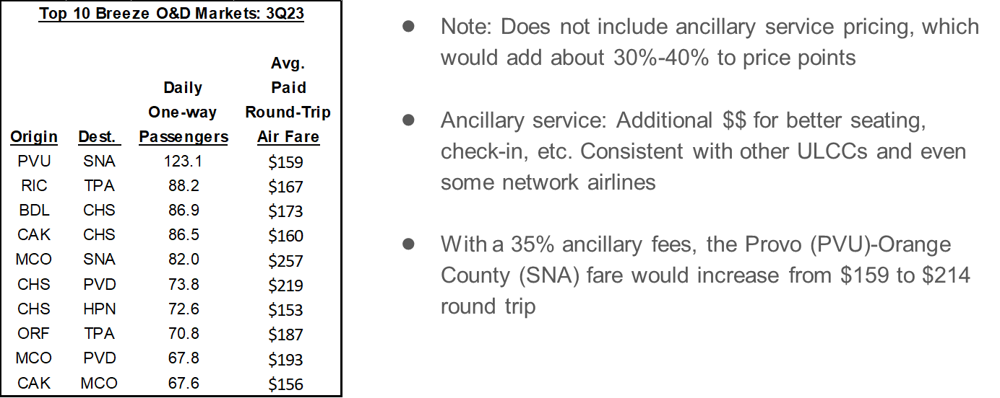 Top 10 Breeze O&D Markets: 3Q23
Avg.
Daily Paid
One-way Round-Trip
Origin Dest. Passengers Air Fare
PVU SNA 123.1 $159
RIC TPA 88.2 $167
BDL CHS 86.9 $173
CAK CHS 86.5 $160
MCO SNA 82.0 $257
CHS PVD 73.8 $219
CHS HPN 72.6 $153
ORF TPA 70.8 $187
MCO PVD 67.8 $193
CAK MCO 67.6 $156
● Note: Does not include ancillary service pricing, which
would add about 30%-40% to price points
● Ancillary service: Additional $$ for better seating,
check-in, etc. Consistent with other ULCCs and even
some network airlines
● With a 35% ancillary fees, the Provo (PVU)-Orange
County (SNA) fare would increase from $159 to $214
round trip